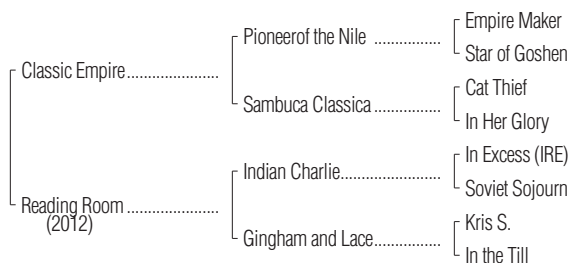 Empire Maker
Pioneerof the Nile ................
Star of Goshen
Classic Empire......................
Cat Thief
Sambuca Classica ................
In Her Glory
In Excess (IRE)
Indian Charlie.......................
Soviet Sojourn
Reading Room ......................
(2012)
Kris S.
Gingham and Lace................
In the Till